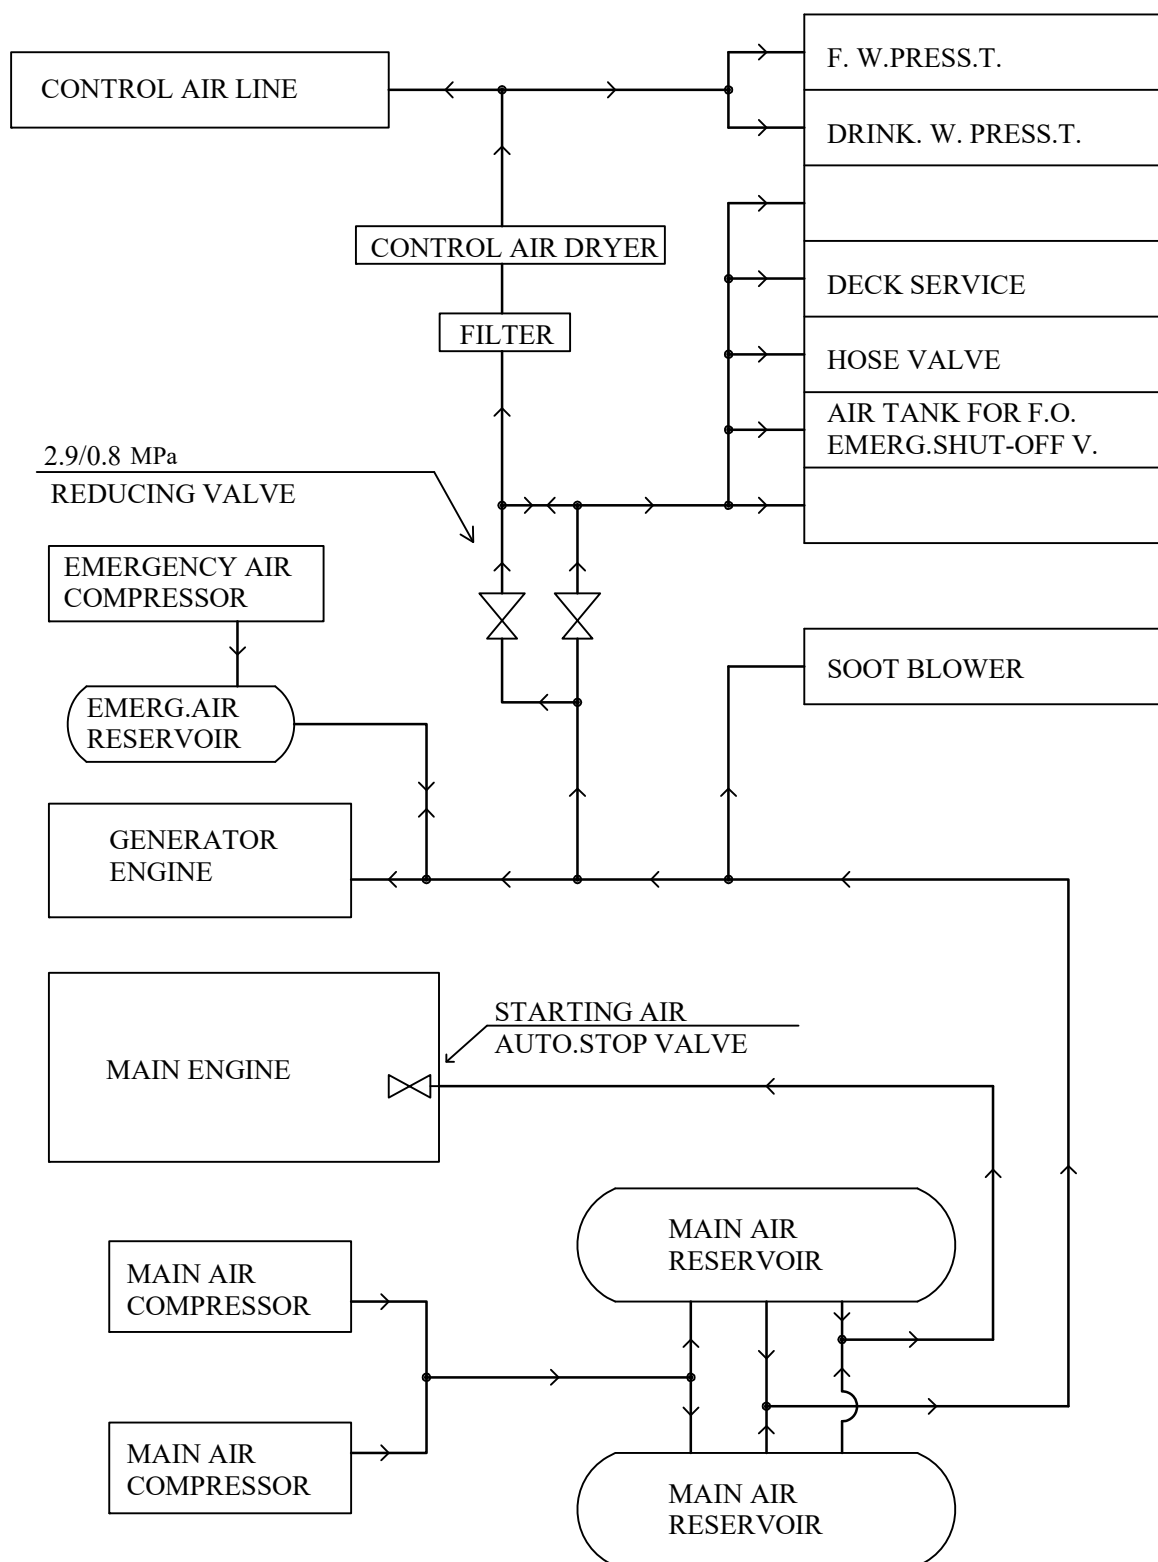 CONTROL AIR LINE
F. W.PRESS.T.
DRINK. W. PRESS.T.
CONTROL AIR DRYER
DECK SERVICE
FILTER
HOSE VALVE
AIR TANK FOR F.O.
EMERG.SHUT-OFF V.
2.9/0.8 MPa
REDUCING VALVE
EMERGENCY AIR
COMPRESSOR
SOOT BLOWER
EMERG.AIR
RESERVOIR
GENERATOR
ENGINE
STARTING AIR
AUTO.STOP VALVE
MAIN ENGINE
MAIN AIR
RESERVOIR
MAIN AIR
COMPRESSOR
MAIN AIR
COMPRESSOR
MAIN AIR
RESERVOIR